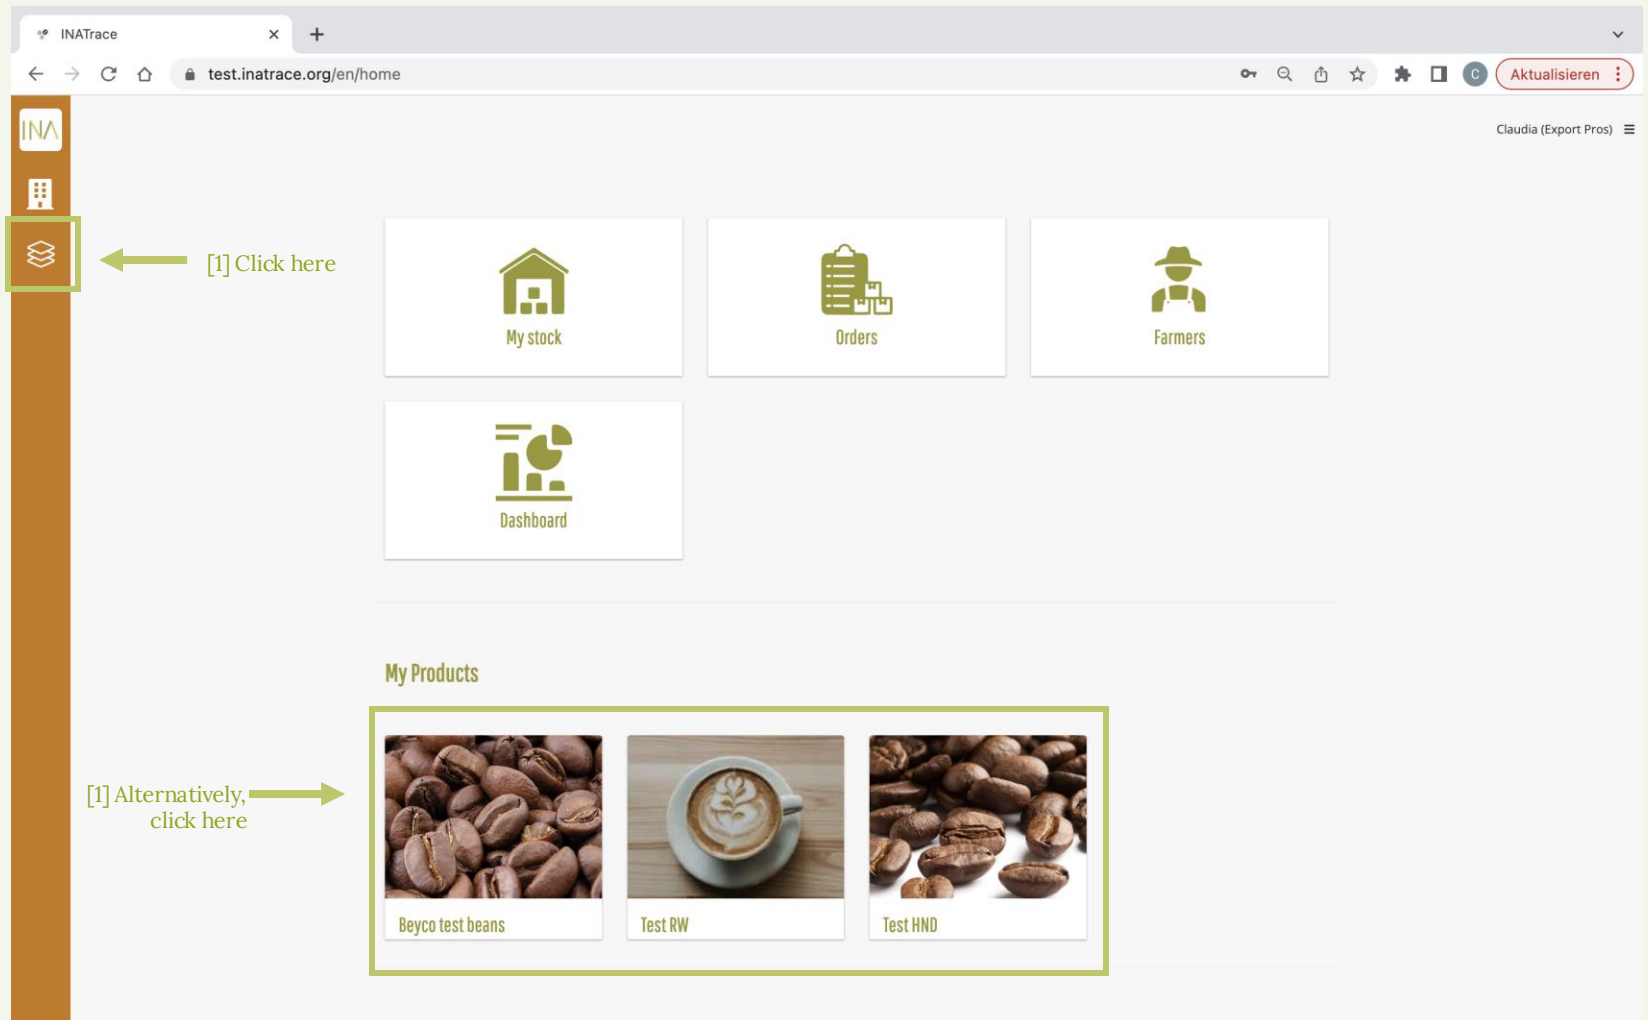 INATrace
test.inatrace.org/en/home
C
Aktualisieren
INA
Claudia (Export Pros)
[1] Click here
My stock
Orders
Farmers
Dashboard
My Products
[1] Alternatively,
click here
Beyco test beans
Test RW
Test HND